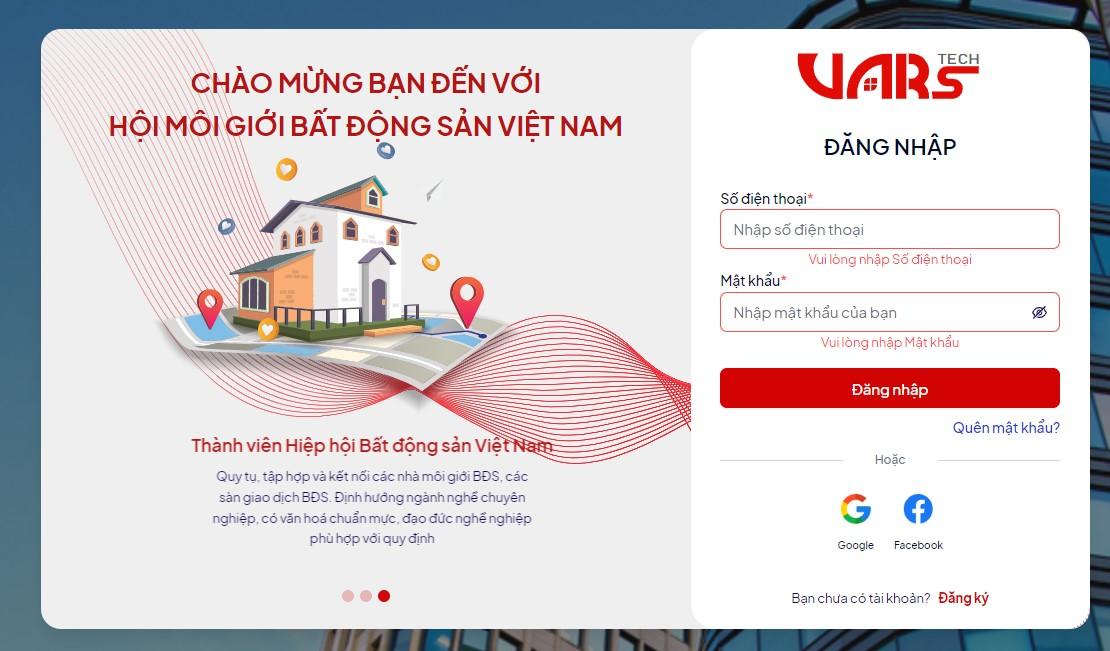 CHÀO MỪNG BẠN ĐẾN VỚI
HỘI MÔI GIỚI BẤT ĐỘNG SẢN VIỆT NAM
Thành viên Hiệp hội Bất động sản Việt Nam
Quy tụ, tập hợp và kết nối các nhà môi giới BĐS, các
sàn giao dịch BĐS. Định hướng ngành nghề chuyên
nghiệp, có văn hoá chuẩn mực, đạo đức nghề nghiệp
phù hợp với quy định
VARS TECH
ĐĂNG NHẬP
Số điện thoại*
Nhập số điện thoại
Vui lòng nhập Số điện thoại
Mật khẩu*
Nhập mật khẩu của bạn
Vui lòng nhập Mật khẩu
Đăng nhập
Quên mật khẩu?
Hoặc
Google Facebook
Bạn chưa có tài khoản? Đăng ký